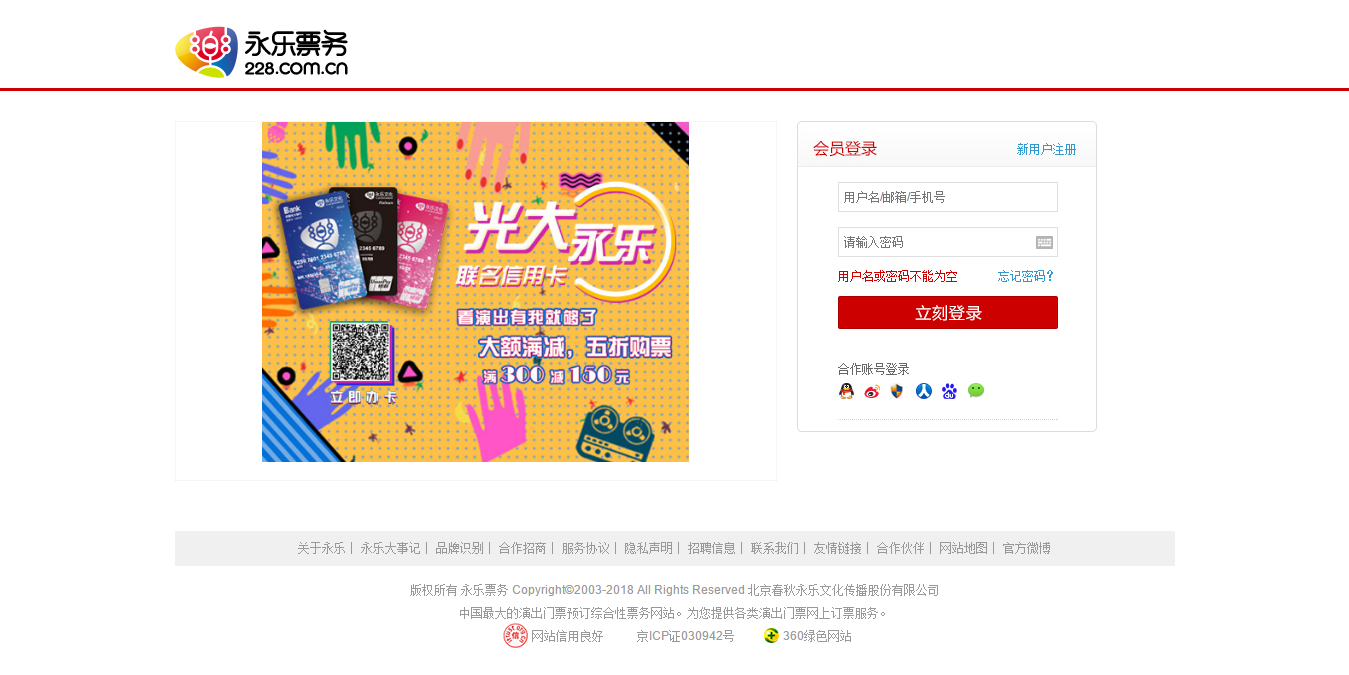 永乐票务
228.com.cn
会员登录
新用户注册
用户名/邮箱/手机号
请输入密码
用户名或密码不能为空
忘记密码?
立刻登录
合作账号登录
光大永乐
联名信用卡
看演出有我就够了
大额满减，五折购票
满300减150元
立即办卡
关于永乐 | 永乐大事记 | 品牌识别 | 合作招商 | 服务协议 | 隐私声明 | 招聘信息 | 联系我们 | 友情链接 | 合作伙伴 | 网站地图 | 官方微博
版权所有 永乐票务 Copyright©2003-2018 All Rights Reserved 北京春秋永乐文化传播股份有限公司
中国最大的演出门票预订综合性票务网站。为您提供各类演出门票网上订票服务。
网站信用良好 京ICP证030942号 360绿色网站